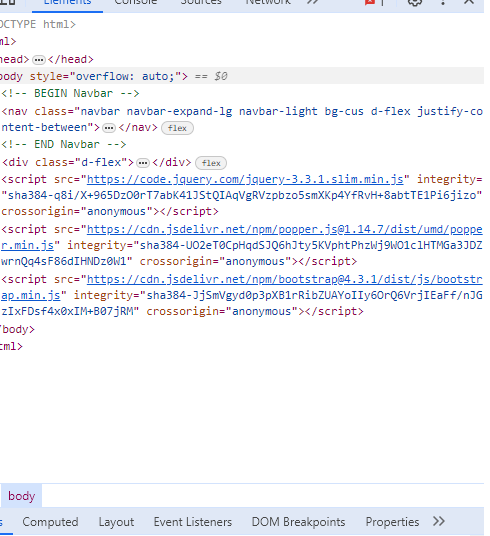 Elements Console Sources Network
OCTYPE html>
ml>
head> ⋯ </head>
body style="overflow: auto;"> == $0
<!-- BEGIN Navbar -->
<nav class="navbar navbar-expand-lg navbar-light bg-cus d-flex justify-co
ntent-between"> ⋯ </nav> flex
<!-- END Navbar -->
<div class="d-flex"> ⋯ </div> flex
<script src="https://code.jquery.com/jquery-3.3.1.slim.min.js" integrity=
"sha384-q8i/X+965DzO0rT7abK41JStQIAqVgRVzpbzo5smXKp4YfRvH+8abtTE1Pi6jizo"
crossorigin="anonymous"></script>
<script src="https://cdn.jsdelivr.net/npm/popper.js@1.14.7/dist/umd/poppe
r.min.js" integrity="sha384-UO2eT0CpHqdSJQ6hJty5KVphtPhzWj9WO1clHTMGa3JDZ
wrnQq4sF86dIHNDz0W1" crossorigin="anonymous"></script>
<script src="https://cdn.jsdelivr.net/npm/bootstrap@4.3.1/dist/js/bootstr
ap.min.js" integrity="sha384-JjSmVgyd0p3pXB1rRibZUAYoIIy6OrQ6VrjIEaFf/nJG
zIxFDsf4x0xIM+B07jRM" crossorigin="anonymous"></script>
/body>
tml>
body
s Computed Layout Event Listeners DOM Breakpoints Properties